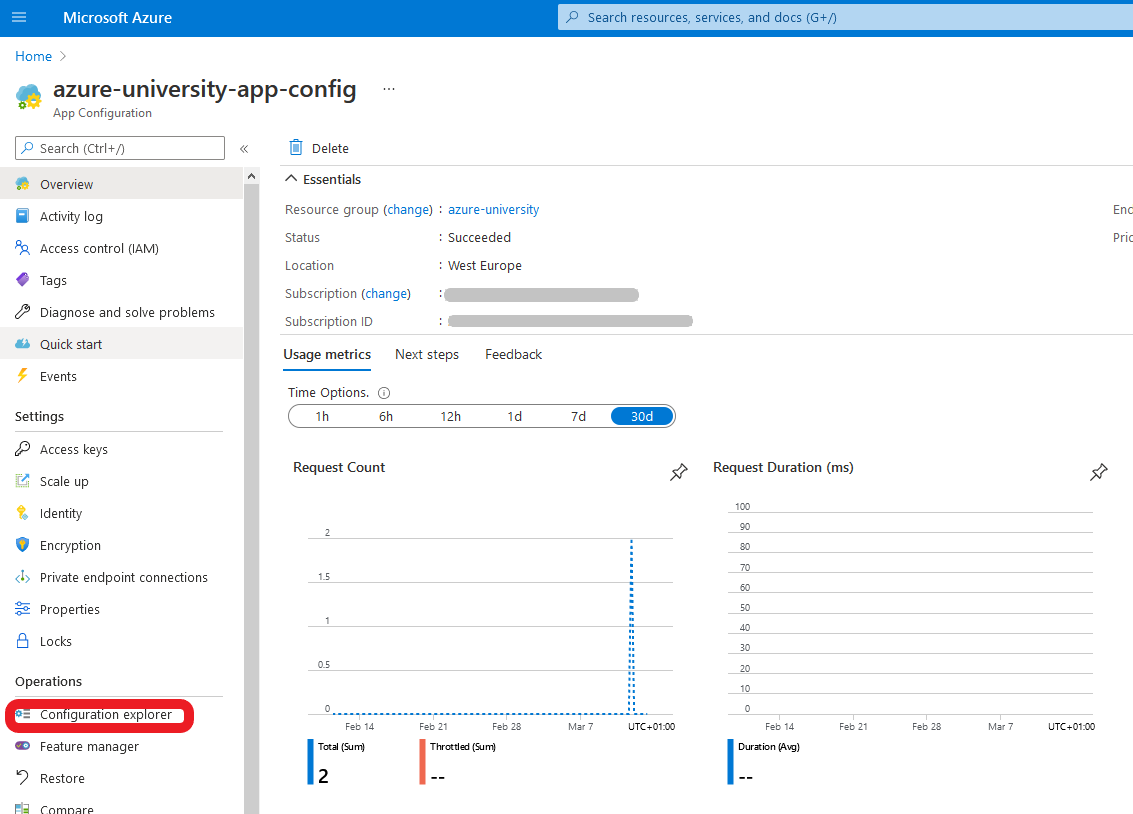 Microsoft Azure
Search resources, services, and docs (G+/)
Home
azure-university-app-config
...
App Configuration
Search (Ctrl+/)
«
Overview
Activity log
Access control (IAM)
Tags
Diagnose and solve problems
Quick start
Events
Settings
Access keys
Scale up
Identity
Encryption
Private endpoint connections
Properties
Locks
Operations
Configuration explorer
Feature manager
Restore
Compare
Delete
Essentials
Resource group (change) : azure-university
Status : Succeeded
Location : West Europe
Subscription (change) :
Subscription ID :
Enc
Pric
Usage metrics Next steps Feedback
Time Options.
1h 6h 12h 1d 7d 30d
Request Count
2
1.5
1
0.5
0
Feb 14 Feb 21 Feb 28 Mar 7 UTC+01:00
Total (Sum)
2
Throttled (Sum)
--
Request Duration (ms)
100
90
80
70
60
50
40
30
20
10
0
Feb 14 Feb 21 Feb 28 Mar 7 UTC+01:00
Duration (Avg)
--